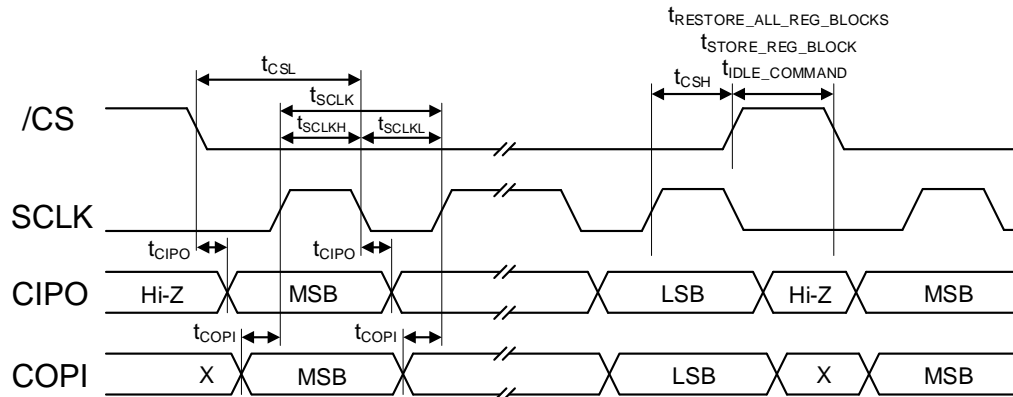 tRESTORE_ALL_REG_BLOCKS
tSTORE_REG_BLOCK
tCSL tCSH tIDLE_COMMAND
tSCLK
/CS tSCLKH tSCLKL
SCLK
tCIPO tCIPO
CIPO Hi-Z MSB LSB Hi-Z MSB
tCOPI tCOPI
COPI X MSB LSB X MSB